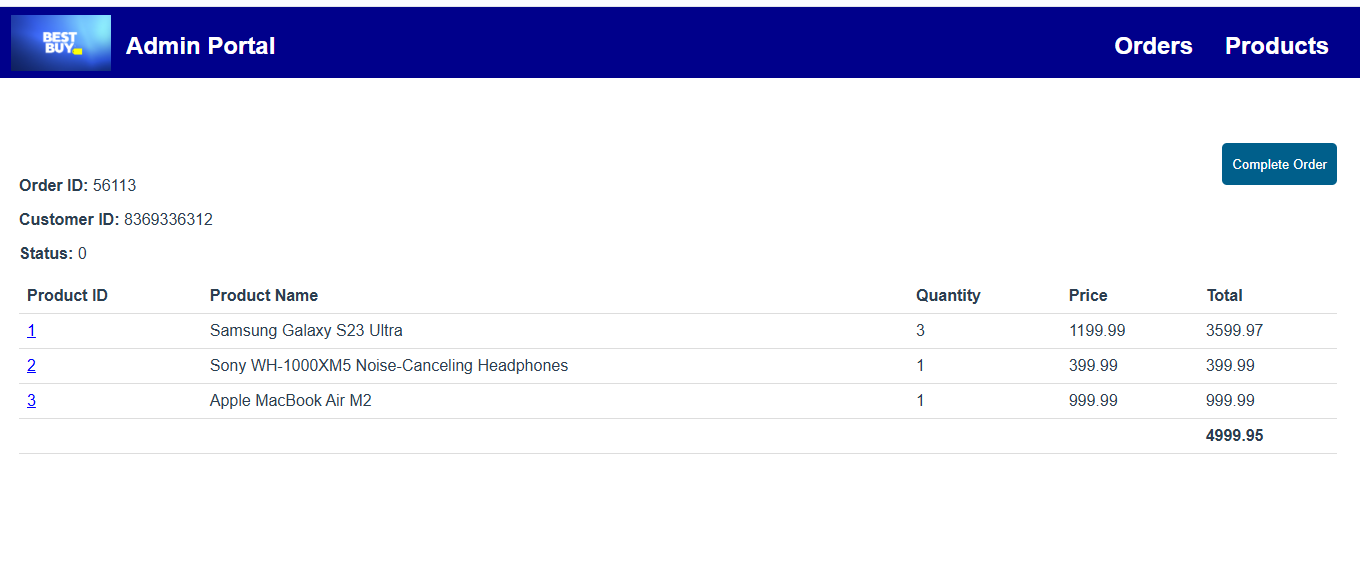 BEST
BUY
Admin Portal
Orders Products
Complete Order
Order ID: 56113
Customer ID: 8369336312
Status: 0
Product ID Product Name Quantity Price Total
1 Samsung Galaxy S23 Ultra 3 1199.99 3599.97
2 Sony WH-1000XM5 Noise-Canceling Headphones 1 399.99 399.99
3 Apple MacBook Air M2 1 999.99 999.99
4999.95